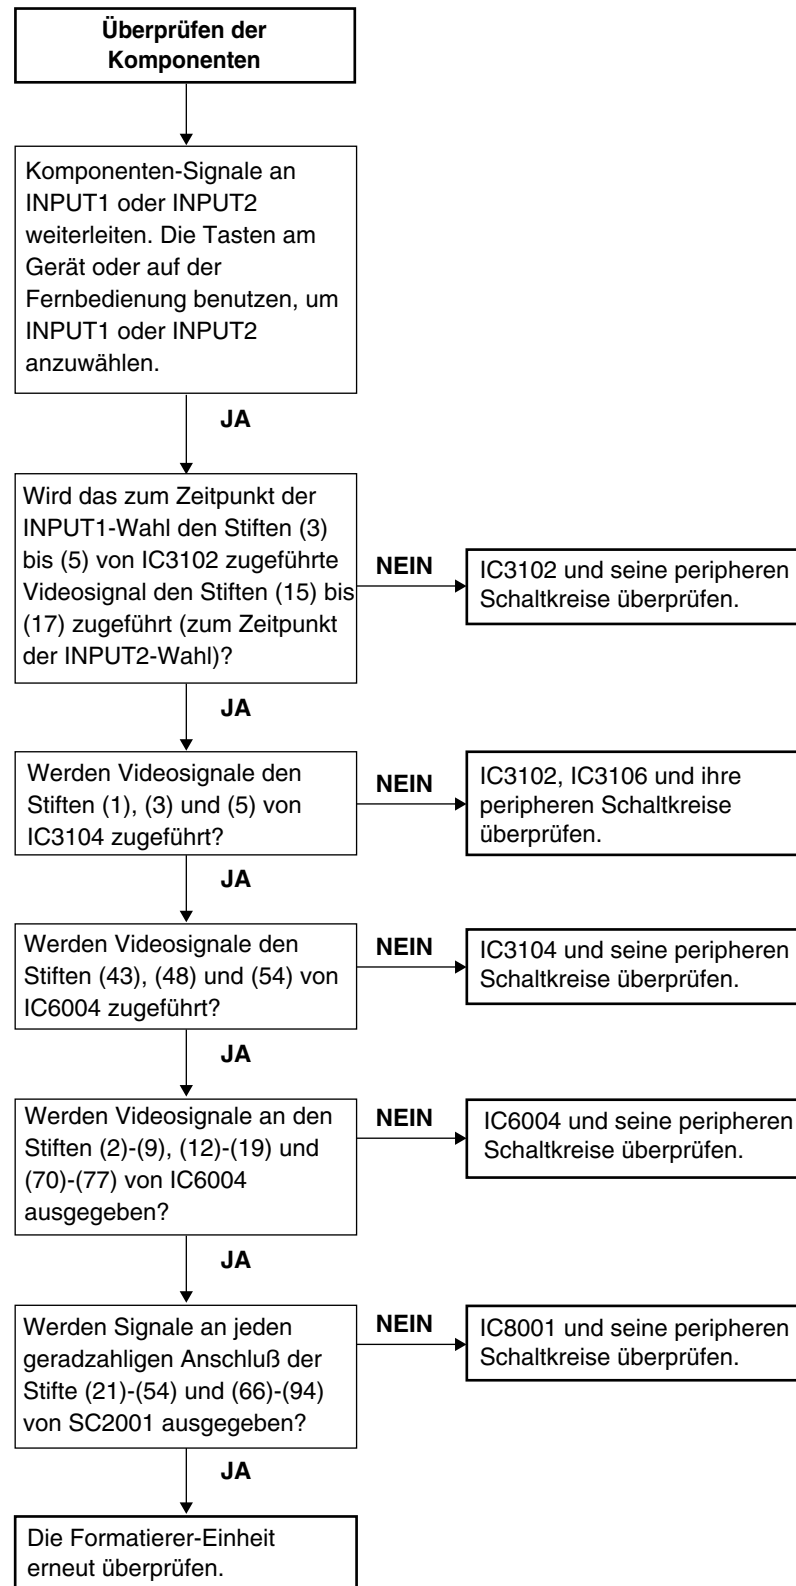 Überprüfen der
Komponenten
Komponenten-Signale an
INPUT1 oder INPUT2
weiterleiten. Die Tasten am
Gerät oder auf der
Fernbedienung benutzen, um
INPUT1 oder INPUT2
anzuwählen.
JA
Wird das zum Zeitpunkt der
INPUT1-Wahl den Stiften (3)
bis (5) von IC3102 zugeführte
Videosignal den Stiften (15) bis
(17) zugeführt (zum Zeitpunkt
der INPUT2-Wahl)?
NEIN
IC3102 und seine peripheren
Schaltkreise überprüfen.
JA
Werden Videosignale den
Stiften (1), (3) und (5) von
IC3104 zugeführt?
NEIN
IC3102, IC3106 und ihre
peripheren Schaltkreise
überprüfen.
JA
Werden Videosignale den
Stiften (43), (48) und (54) von
IC6004 zugeführt?
NEIN
IC3104 und seine peripheren
Schaltkreise überprüfen.
JA
Werden Videosignale an den
Stiften (2)-(9), (12)-(19) und
(70)-(77) von IC6004
ausgegeben?
NEIN
IC6004 und seine peripheren
Schaltkreise überprüfen.
JA
Werden Signale an jeden
geradzahligen Anschluß der
Stifte (21)-(54) und (66)-(94)
von SC2001 ausgegeben?
NEIN
IC8001 und seine peripheren
Schaltkreise überprüfen.
JA
Die Formatierer-Einheit
erneut überprüfen.